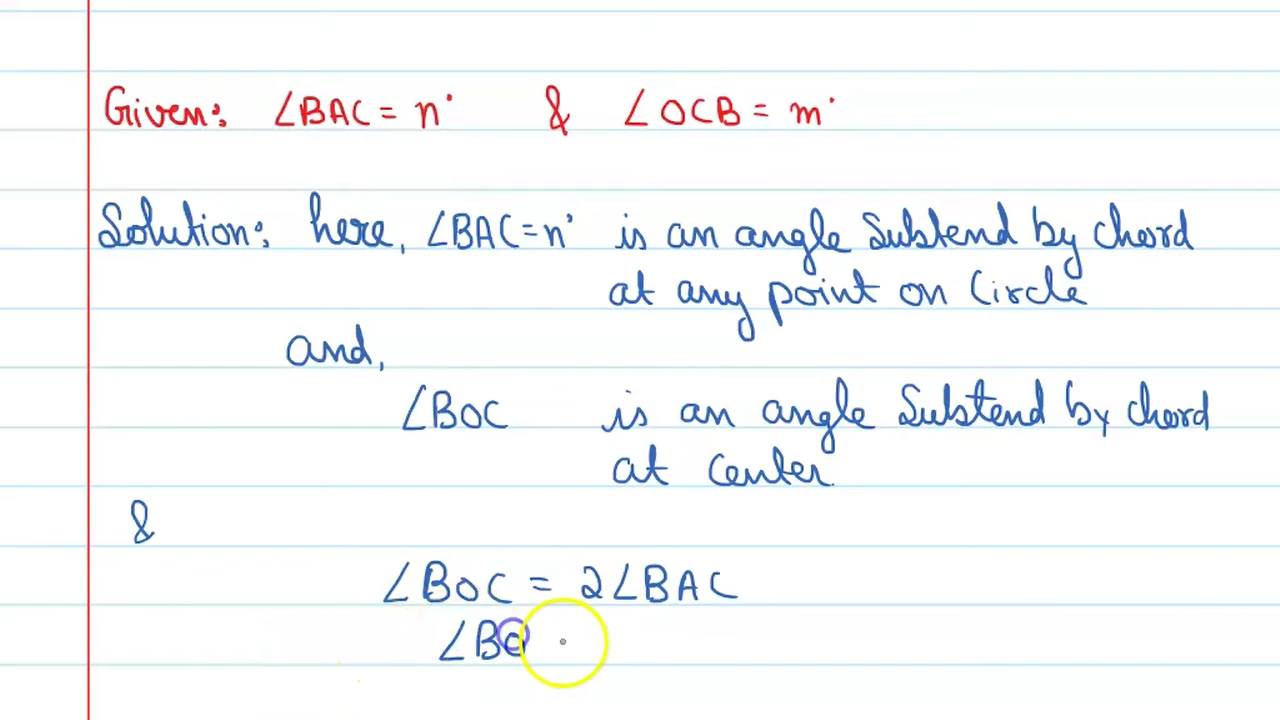 Given: ∠BAC = n° & ∠OCB = m°
Solution: here, ∠BAC = n° is an angle Subtend by chord
at any point on Circle
and,
∠BOC is an angle Subtend by chord
at center.
&
∠BOC = 2∠BAC
∠BO